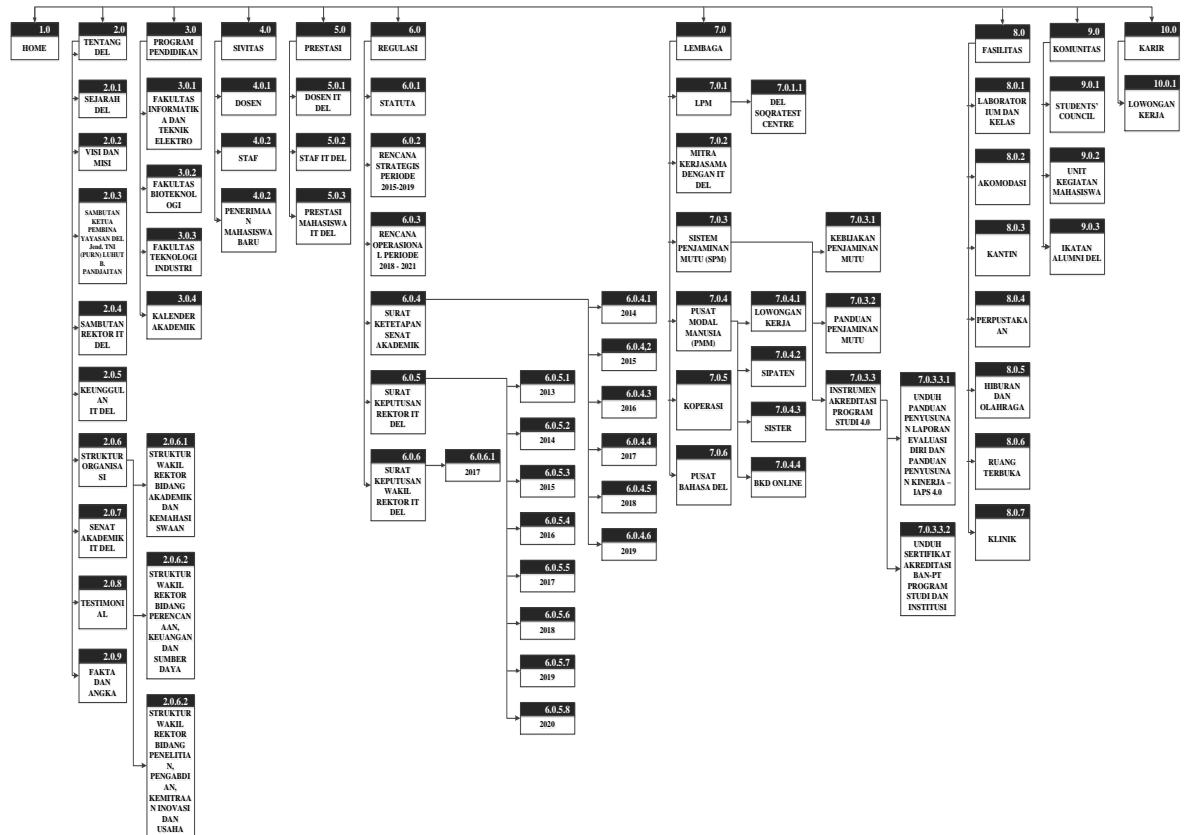 1.0
HOME
2.0
TENTANG
DEL
2.0.1
SEJARAH
DEL
2.0.2
VISI DAN
MISI
2.0.3
SAMBUTAN
KETUA
PEMBINA
YAYASAN DEL
Jend. TNI
(PURN) LUHUT
B.
PANDJAITAN
2.0.4
SAMBUTAN
REKTOR IT
DEL
2.0.5
KEUNGGUL
AN
IT DEL
2.0.6
STRUKTUR
ORGANISA
SI
2.0.6.1
STRUKTUR
WAKIL
REKTOR
BIDANG
AKADEMIK
DAN
KEMAHASI
SWAAN
2.0.6.2
STRUKTUR
WAKIL
REKTOR
BIDANG
PERENCAN
AAN,
KEUANGAN
DAN
SUMBER
DAYA
2.0.6.2
STRUKTUR
WAKIL
REKTOR
BIDANG
PENELITIA
N,
PENGABDI
AN,
KEMITRAA
N INOVASI
DAN
USAHA
2.0.7
SENAT
AKADEMIK
IT DEL
2.0.8
TESTIMONI
AL
2.0.9
FAKTA
DAN
ANGKA
3.0
PROGRAM
PENDIDIKAN
3.0.1
FAKULTAS
INFORMATIK
A DAN
TEKNIK
ELEKTRO
3.0.2
FAKULTAS
BIOTEKNOL
OGI
3.0.3
FAKULTAS
TEKNOLOGI
INDUSTRI
3.0.4
KALENDER
AKADEMIK
4.0
SIVITAS
4.0.1
DOSEN
4.0.2
STAF
4.0.2
PENERIMAA
N
MAHASISWA
BARU
5.0
PRESTASI
5.0.1
DOSEN IT
DEL
5.0.2
STAF IT DEL
5.0.3
PRESTASI
MAHASISWA
IT DEL
6.0
REGULASI
6.0.1
STATUTA
6.0.2
RENCANA
STRATEGIS
PERIODE
2015-2019
6.0.3
RENCANA
OPERASIONA
L PERIODE
2018 - 2021
6.0.4
SURAT
KETETAPAN
SENAT
AKADEMIK
6.0.4.1
2014
6.0.4,2
2015
6.0.4.3
2016
6.0.4.4
2017
6.0.4.5
2018
6.0.4.6
2019
6.0.5
SURAT
KEPUTUSAN
REKTOR IT
DEL
6.0.5.1
2013
6.0.5.2
2014
6.0.5.3
2015
6.0.5.4
2016
6.0.5.5
2017
6.0.5.6
2018
6.0.5.7
2019
6.0.5.8
2020
6.0.6
SURAT
KEPUTUSAN
WAKIL
REKTOR IT
DEL
6.0.6.1
2017
7.0
LEMBAGA
7.0.1
LPM
7.0.1.1
DEL
SOQRATEST
CENTRE
7.0.2
MITRA
KERJASAMA
DENGAN IT
DEL
7.0.3
SISTEM
PENJAMINAN
MUTU (SPM)
7.0.3.1
KEBIJAKAN
PENJAMINAN
MUTU
7.0.3.2
PANDUAN
PENJAMINAN
MUTU
7.0.3.3
INSTRUMEN
AKREDITASI
PROGRAM
STUDI 4.0
7.0.3.3.1
UNDUH
PANDUAN
PENYUSUNA
N LAPORAN
EVALUASI
DIRI DAN
PANDUAN
PENYUSUNA
N KINERJA –
IAPS 4.0
7.0.3.3.2
UNDUH
SERTIFIKAT
AKREDITASI
BAN-PT
PROGRAM
STUDI DAN
INSTITUSI
7.0.4
PUSAT
MODAL
MANUSIA
(PMM)
7.0.4.1
LOWONGAN
KERJA
7.0.4.2
SIPATEN
7.0.4.3
SISTER
7.0.4.4
BKD ONLINE
7.0.5
KOPERASI
7.0.6
PUSAT
BAHASA DEL
8.0
FASILITAS
8.0.1
LABORATOR
IUM DAN
KELAS
8.0.2
AKOMODASI
8.0.3
KANTIN
8.0.4
PERPUSTAKA
AN
8.0.5
HIBURAN
DAN
OLAHRAGA
8.0.6
RUANG
TERBUKA
8.0.7
KLINIK
9.0
KOMUNITAS
9.0.1
STUDENTS'
COUNCIL
9.0.2
UNIT
KEGIATAN
MAHASISWA
9.0.3
IKATAN
ALUMNI DEL
10.0
KARIR
10.0.1
LOWONGAN
KERJA